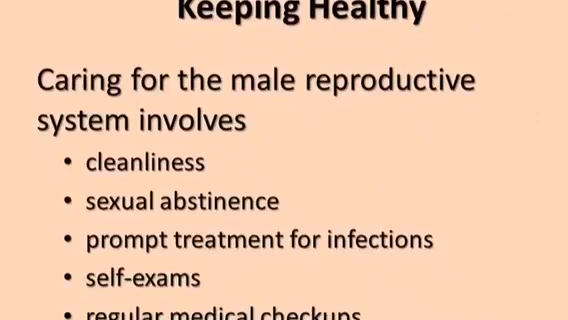 Keeping Healthy
Caring for the male reproductive
system involves
• cleanliness
• sexual abstinence
• prompt treatment for infections
• self-exams
• regular medical checkups